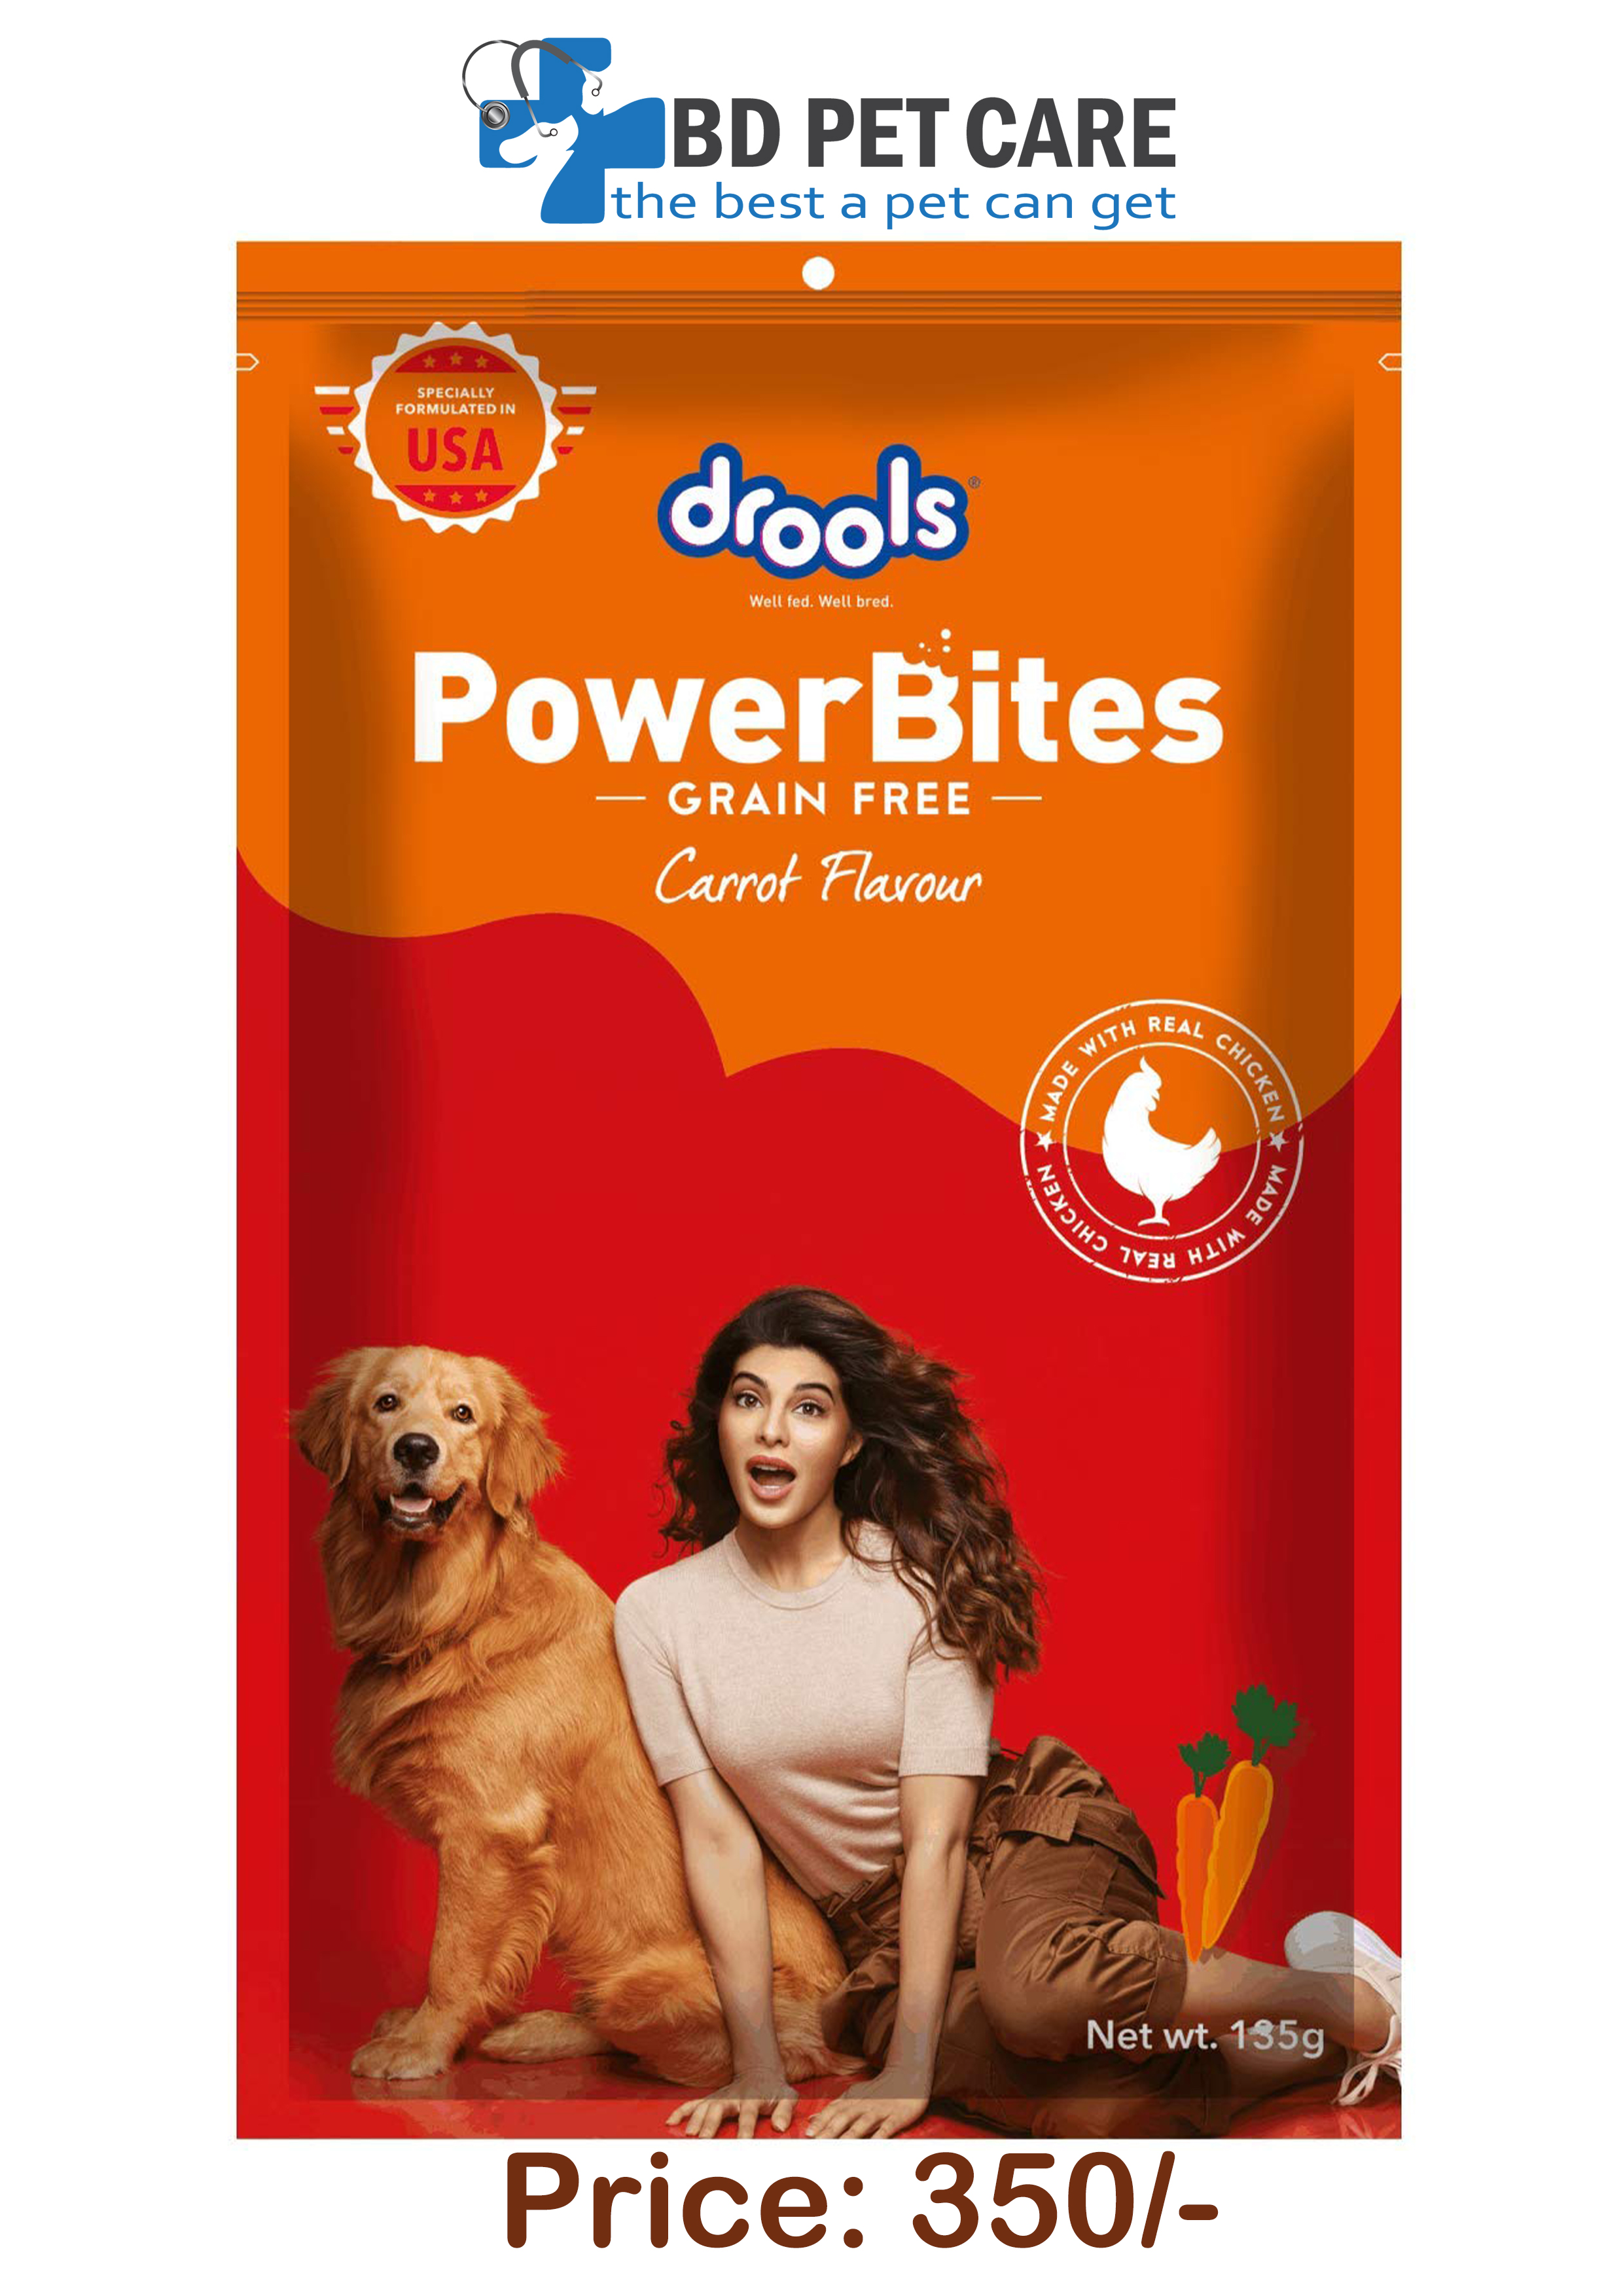 BD PET CARE
the best a pet can get
SPECIALLY
FORMULATED IN
USA
drools®
Well fed. Well bred.
PowerBites
GRAIN FREE
Carrot Flavour
MADE WITH REAL CHICKEN
MADE WITH REAL CHICKEN
Net wt. 135g
Price: 350/-